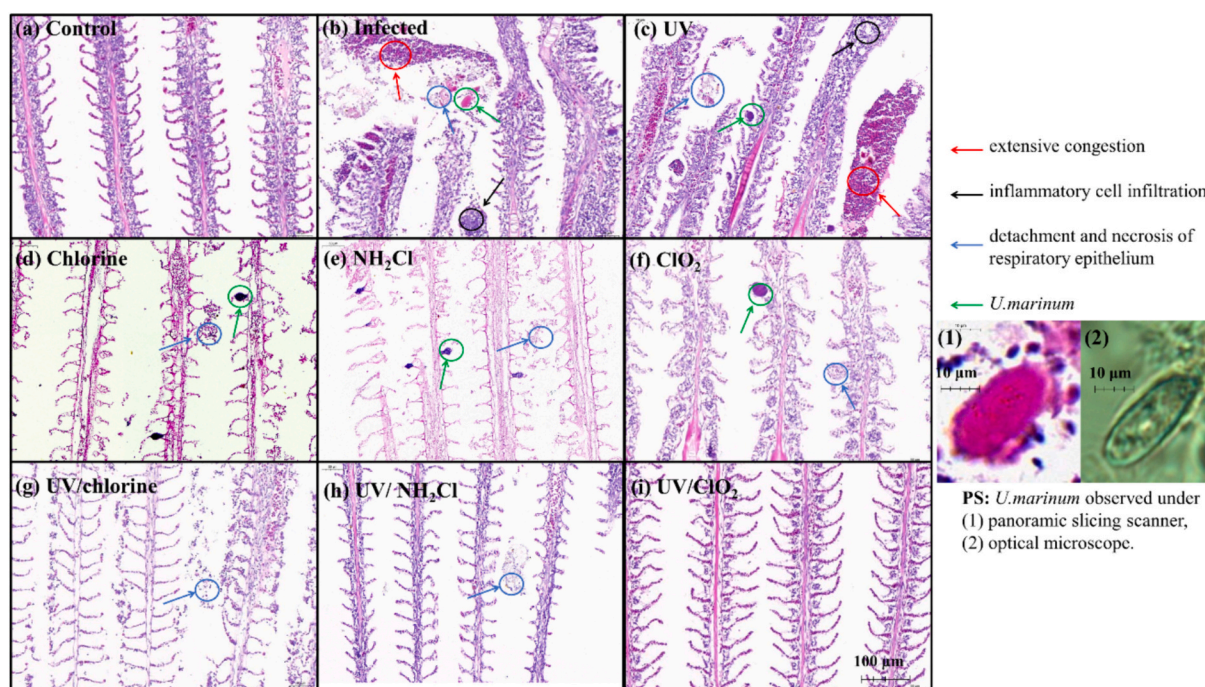 (a) Control
(b) Infected
(c) UV
(d) Chlorine
(e) NH₂Cl
(f) ClO₂
(g) UV/chlorine
(h) UV/ NH₂Cl
(i) UV/ClO₂
100 μm
extensive congestion
inflammatory cell infiltration
detachment and necrosis of
respiratory epithelium
U.marinum
(1)
10 μm
(2)
10 μm
PS: U.marinum observed under
(1) panoramic slicing scanner,
(2) optical microscope.